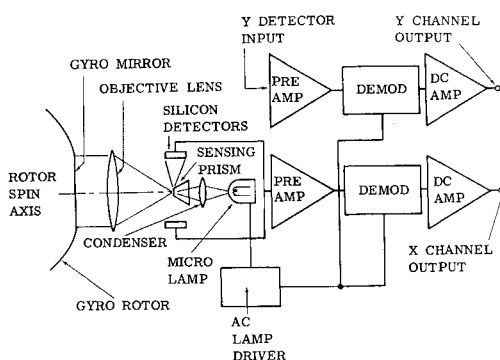 Y DETECTOR
INPUT
Y CHANNEL
OUTPUT
GYRO MIRROR
OBJECTIVE LENS
SILICON
DETECTORS
SENSING
PRISM
PRE
AMP
DEMOD
DC
AMP
ROTOR
SPIN
AXIS
PRE
AMP
DEMOD
DC
AMP
CONDENSER
MICRO
LAMP
X CHANNEL
OUTPUT
GYRO ROTOR
AC
LAMP
DRIVER